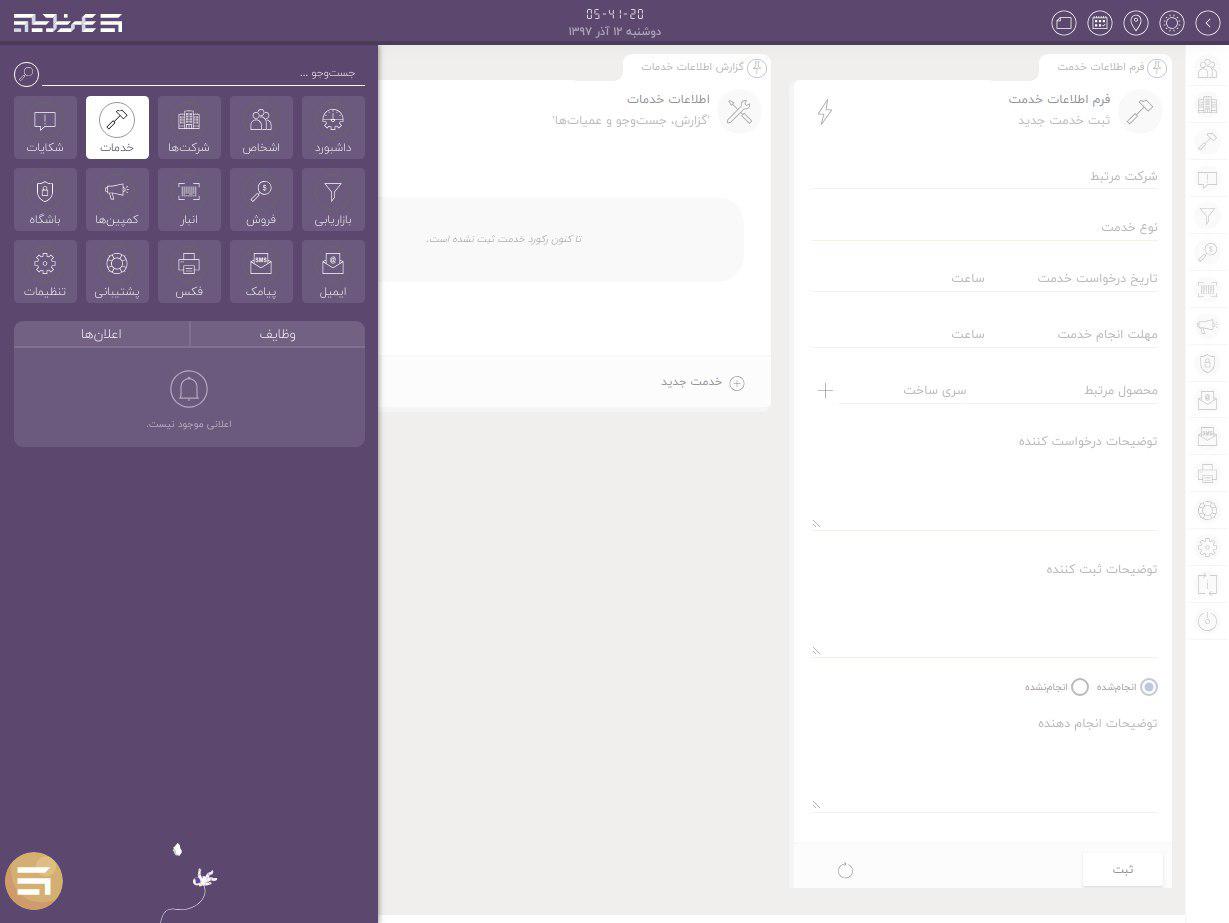 05-41-20
دوشنبه ۱۲ آذر ۱۳۹۷
فرم اطلاعات خدمت
فرم اطلاعات خدمت
ثبت خدمت جدید
شرکت مرتبط
نوع خدمت
تاریخ درخواست خدمت
ساعت
مهلت انجام خدمت
ساعت
محصول مرتبط
سری ساخت
توضیحات درخواست کننده
توضیحات ثبت کننده
انجام‌شده
انجام‌نشده
توضیحات انجام دهنده
ثبت
گزارش اطلاعات خدمات
اطلاعات خدمات
'گزارش، جست‌وجو و عمیات‌ها'
تا کنون رکورد خدمت ثبت نشده است.
خدمت جدید
جست‌وجو ...
داشبورد
اشخاص
شرکت‌ها
خدمات
شکایات
بازاریابی
فروش
انبار
کمپین‌ها
باشگاه
ایمیل
SMS
پیامک
فکس
پشتیبانی
تنظیمات
وظایف
اعلان‌ها
اعلانی موجود نیست.